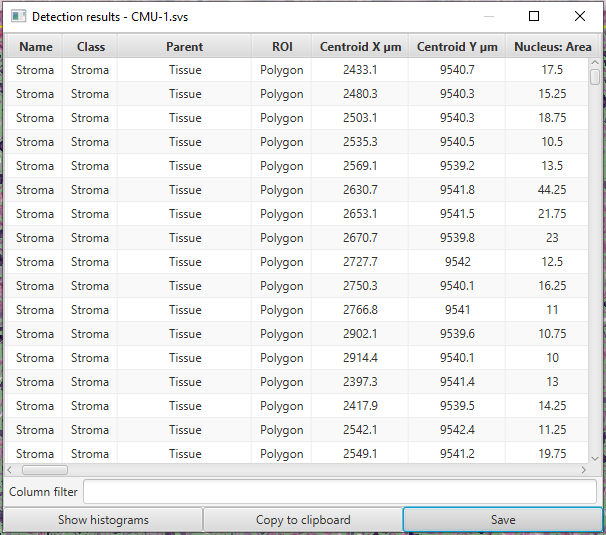 Detection results - CMU-1.svs
Name Class Parent ROI Centroid X µm Centroid Y µm Nucleus: Area
Stroma Stroma Tissue Polygon 2433.1 9540.7 17.5
Stroma Stroma Tissue Polygon 2480.3 9540.3 15.25
Stroma Stroma Tissue Polygon 2503.1 9540.3 18.75
Stroma Stroma Tissue Polygon 2535.3 9540.5 10.5
Stroma Stroma Tissue Polygon 2569.1 9539.2 13.5
Stroma Stroma Tissue Polygon 2630.7 9541.8 44.25
Stroma Stroma Tissue Polygon 2653.1 9541.5 21.75
Stroma Stroma Tissue Polygon 2670.7 9539.8 23
Stroma Stroma Tissue Polygon 2727.7 9542 12.5
Stroma Stroma Tissue Polygon 2750.3 9540.1 16.25
Stroma Stroma Tissue Polygon 2766.8 9541 11
Stroma Stroma Tissue Polygon 2902.1 9539.6 10.75
Stroma Stroma Tissue Polygon 2914.4 9540.1 10
Stroma Stroma Tissue Polygon 2397.3 9541.4 13
Stroma Stroma Tissue Polygon 2417.9 9539.5 14.25
Stroma Stroma Tissue Polygon 2542.1 9542.4 11.25
Stroma Stroma Tissue Polygon 2549.1 9541.2 19.75
Column filter
Show histograms Copy to clipboard Save